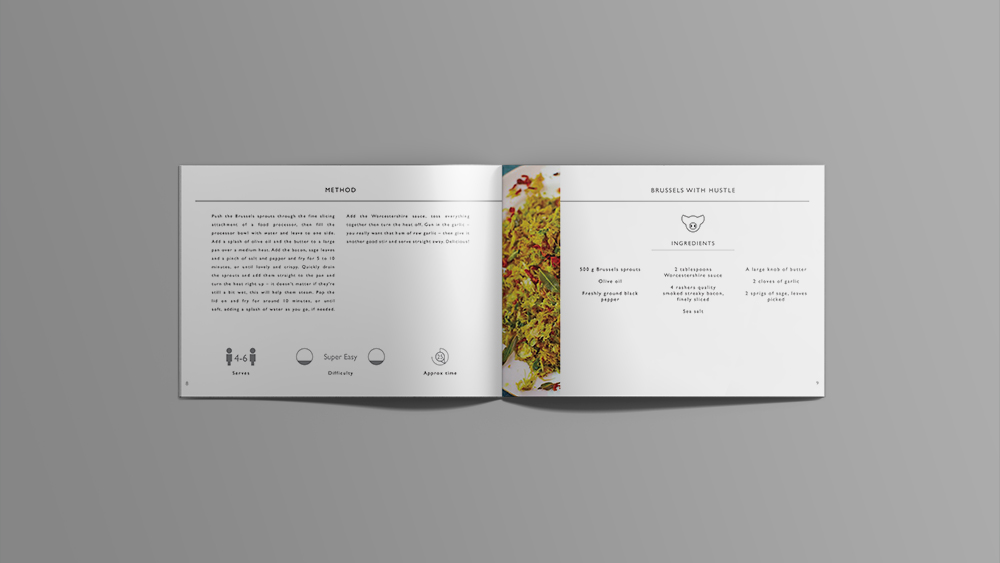 METHOD
Push the Brussels sprouts through the fine slicing
attachment of a food processor, then fill the
processor bowl with water and leave to one side.
Add a splash of olive oil and the butter to a large
pan over a medium heat. Add the bacon, sage leaves
and a pinch of salt and pepper and fry for 5 to 10
minutes, or until lovely and crispy. Quickly drain
the sprouts and add them straight to the pot and
turn the heat right up – it doesn't matter if they're
still a bit wet, this will help them steam. Pop the
lid on and fry for around 10 minutes, or until
soft, adding a splash of water as you go, if needed.
Add the Worcestershire sauce, toss everything
together then turn the heat off. Gun in the garlic –
you really want that hum of raw garlic – then give it
another good stir and serve straight away. Delicious!
4-6
Serves
Super Easy
Difficulty
25
Approx time
8
BRUSSELS WITH HUSTLE
INGREDIENTS
500 g Brussels sprouts
Olive oil
Freshly ground black
pepper
2 tablespoons
Worcestershire sauce
4 rashers quality
smoked streaky bacon,
finely sliced
Sea salt
A large knob of butter
2 cloves of garlic
2 sprigs of sage, leaves
picked
9